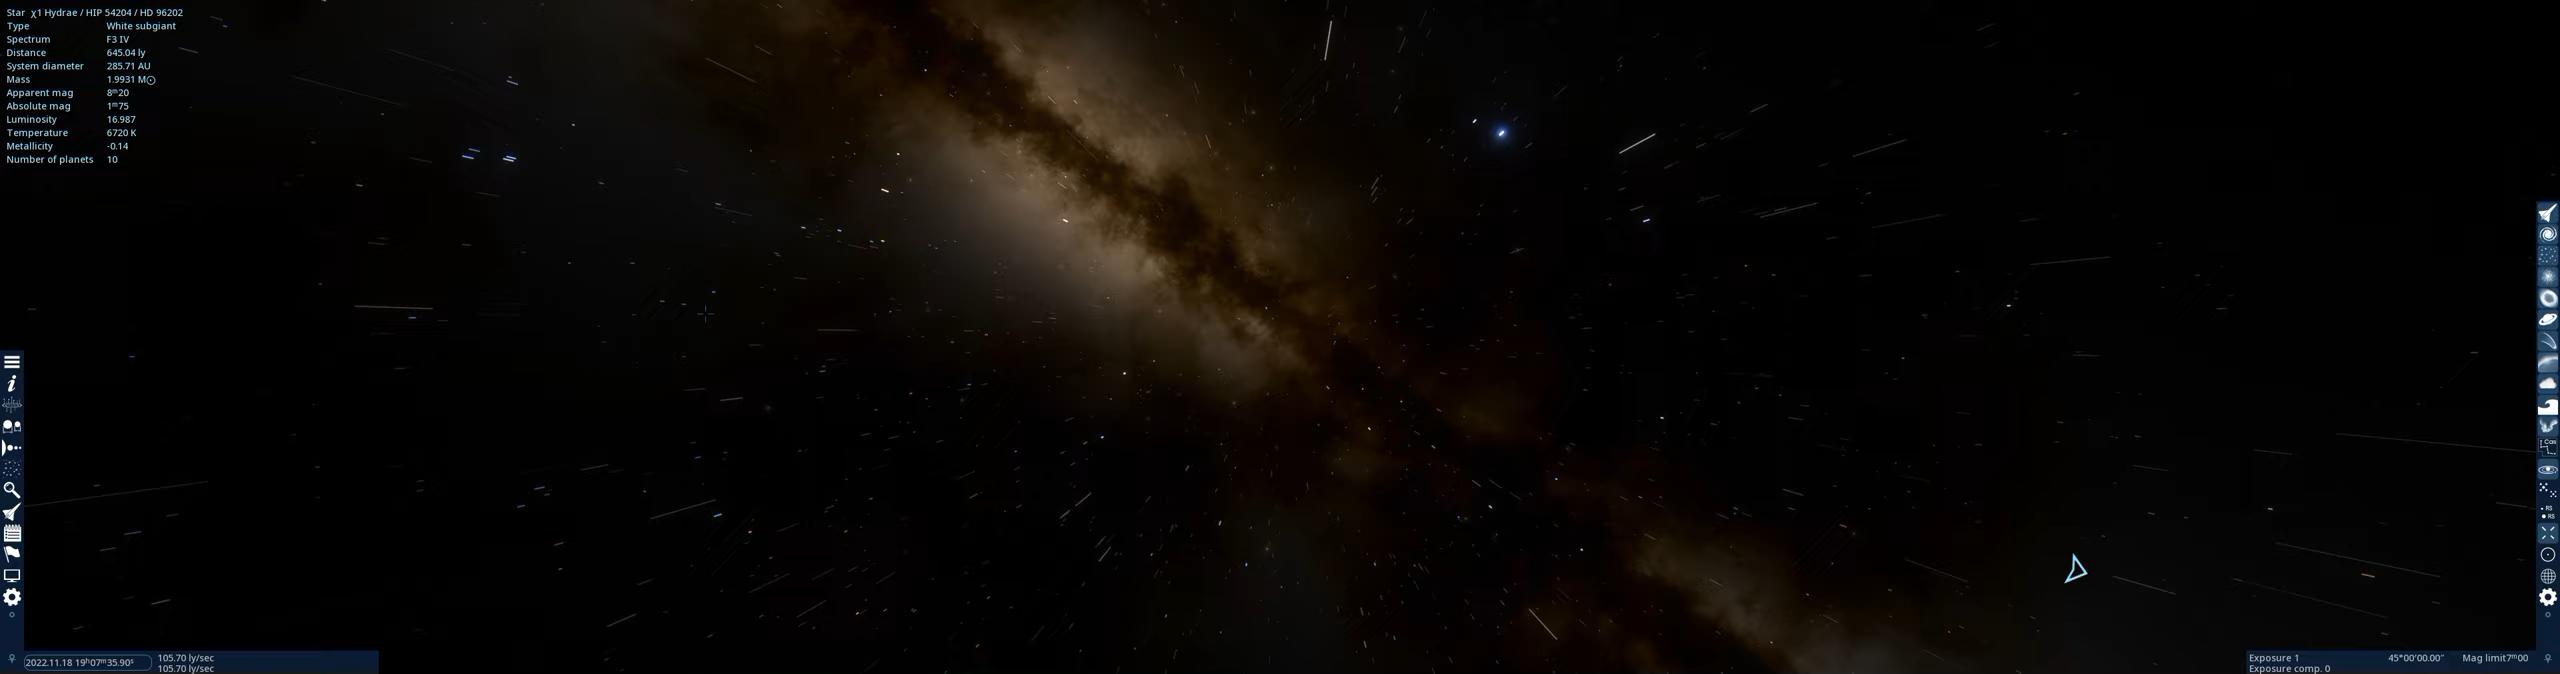 Star χ1 Hydrae / HIP 54204 / HD 96202
Type White subgiant
Spectrum F3 IV
Distance 645.04 ly
System diameter 285.71 AU
Mass 1.9931 M☉
Apparent mag 8ᵐ20
Absolute mag 1ᵐ75
Luminosity 16.987
Temperature 6720 K
Metallicity -0.14
Number of planets 10
Cas
RS
RS
2022.11.18 19ʰ07ᵐ35.90ˢ
105.70 ly/sec
105.70 ly/sec
Exposure 1 45°00'00.00" Mag limit7ᵐ00
Exposure comp. 0